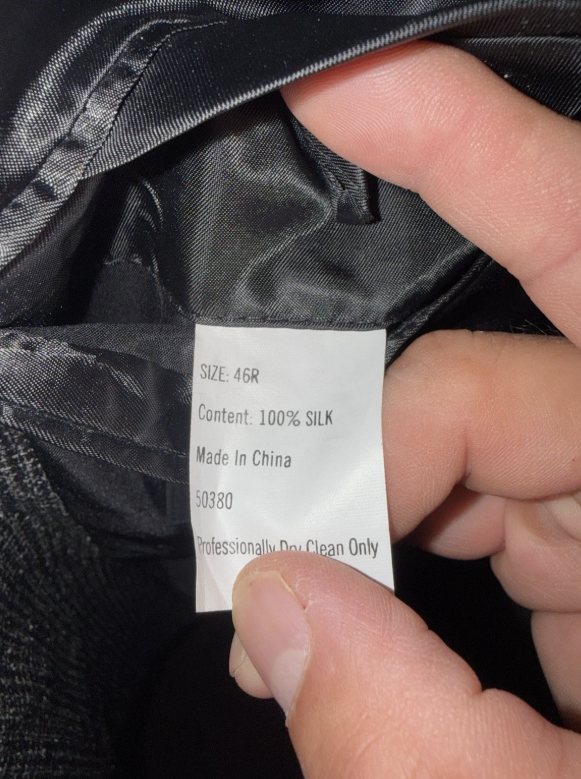 SIZE: 46R
Content: 100% SILK
Made In China
50380
Professionally Dry Clean Only